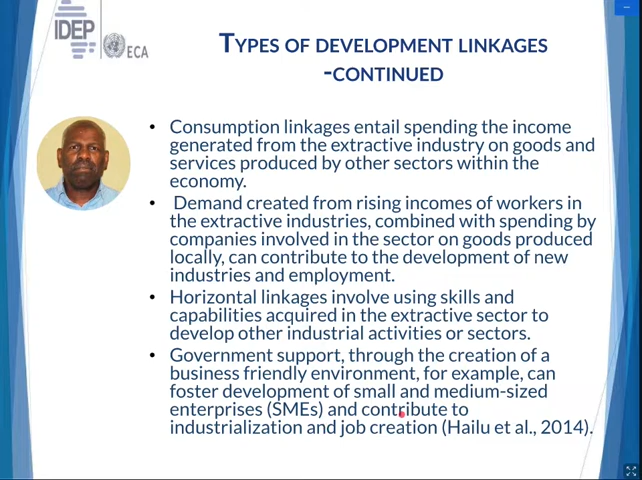 IDEP
ECA
TYPES OF DEVELOPMENT LINKAGES
-CONTINUED
• Consumption linkages entail spending the income
generated from the extractive industry on goods and
services produced by other sectors within the
economy.
• Demand created from rising incomes of workers in
the extractive industries, combined with spending by
companies involved in the sector on goods produced
locally, can contribute to the development of new
industries and employment.
• Horizontal linkages involve using skills and
capabilities acquired in the extractive sector to
develop other industrial activities or sectors.
• Government support, through the creation of a
business friendly environment, for example, can
foster development of small and medium-sized
enterprises (SMEs) and contribute to
industrialization and job creation (Hailu et al., 2014).